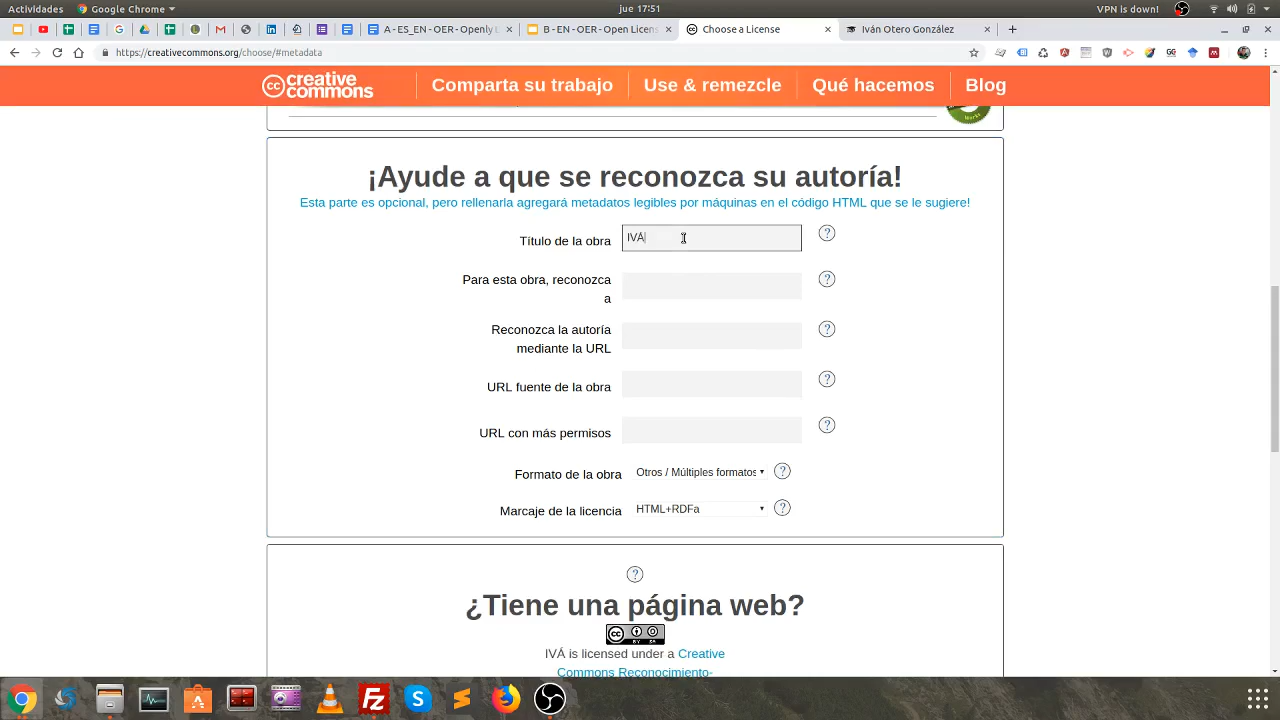 Actividades Google Chrome jue 17:51 VPN is down!
A - ES_EN - OER - Openly E B - EN - OER - Open Licens Choose a License Iván Otero González
https://creativecommons.org/choose/#metadata
creative commons Comparta su trabajo Use & remezcle Qué hacemos Blog
Works
¡Ayude a que se reconozca su autoría!
Esta parte es opcional, pero rellenarla agregará metadatos legibles por máquinas en el código HTML que se le sugiere!
Título de la obra IVÁ ?
Para esta obra, reconozca ?
a
Reconozca la autoría ?
mediante la URL
URL fuente de la obra ?
URL con más permisos ?
Formato de la obra Otros / Múltiples formatos ?
Marcaje de la licencia HTML+RDFa ?
?
¿Tiene una página web?
cc BY SA
IVÁ is licensed under a Creative
Commons Reconocimiento-